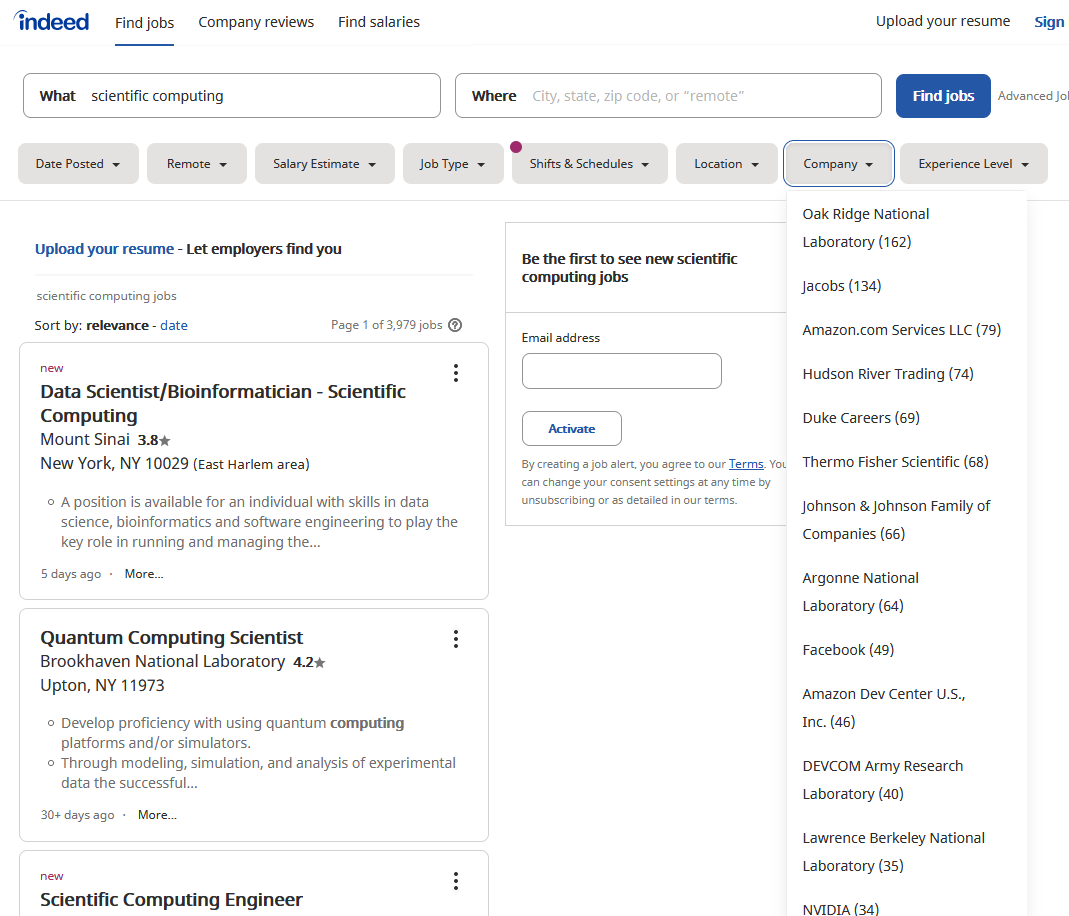 indeed
Find jobs
Company reviews
Find salaries
Upload your resume
Sign
What
scientific computing
Where
City, state, zip code, or “remote”
Find jobs
Advanced Jo
Date Posted
Remote
Salary Estimate
Job Type
Shifts & Schedules
Location
Company
Experience Level
Upload your resume - Let employers find you
scientific computing jobs
Sort by: relevance - date
Page 1 of 3,979 jobs
new
Data Scientist/Bioinformatician - Scientific
Computing
Mount Sinai 3.8★
New York, NY 10029 (East Harlem area)
A position is available for an individual with skills in data
science, bioinformatics and software engineering to play the
key role in running and managing the...
5 days ago · More...
Quantum Computing Scientist
Brookhaven National Laboratory 4.2★
Upton, NY 11973
Develop proficiency with using quantum computing
platforms and/or simulators.
Through modeling, simulation, and analysis of experimental
data the successful...
30+ days ago · More...
new
Scientific Computing Engineer
Be the first to see new scientific
computing jobs
Email address
Activate
By creating a job alert, you agree to our Terms. You
can change your consent settings at any time by
unsubscribing or as detailed in our terms.
Oak Ridge National
Laboratory (162)
Jacobs (134)
Amazon.com Services LLC (79)
Hudson River Trading (74)
Duke Careers (69)
Thermo Fisher Scientific (68)
Johnson & Johnson Family of
Companies (66)
Argonne National
Laboratory (64)
Facebook (49)
Amazon Dev Center U.S.,
Inc. (46)
DEVCOM Army Research
Laboratory (40)
Lawrence Berkeley National
Laboratory (35)
NVIDIA (34)